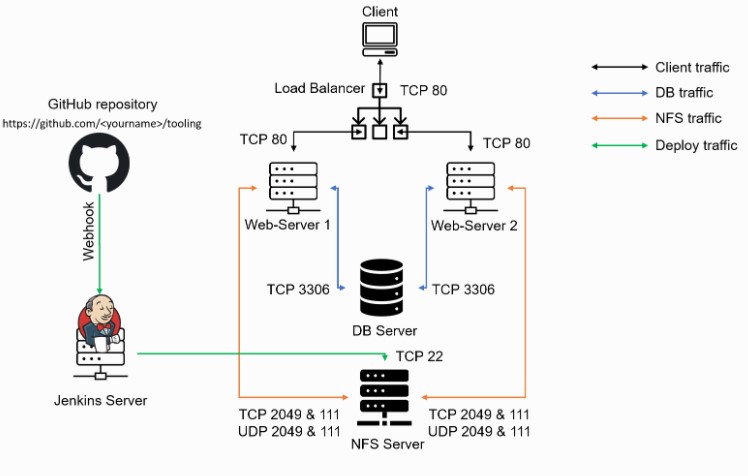 Client
Load Balancer
TCP 80
Client traffic
DB traffic
NFS traffic
Deploy traffic
GitHub repository
https://github.com/<yourname>/tooling
TCP 80
TCP 80
Web-Server 1
Web-Server 2
Webhook
TCP 3306
TCP 3306
DB Server
TCP 22
Jenkins Server
TCP 2049 & 111
UDP 2049 & 111
TCP 2049 & 111
UDP 2049 & 111
NFS Server